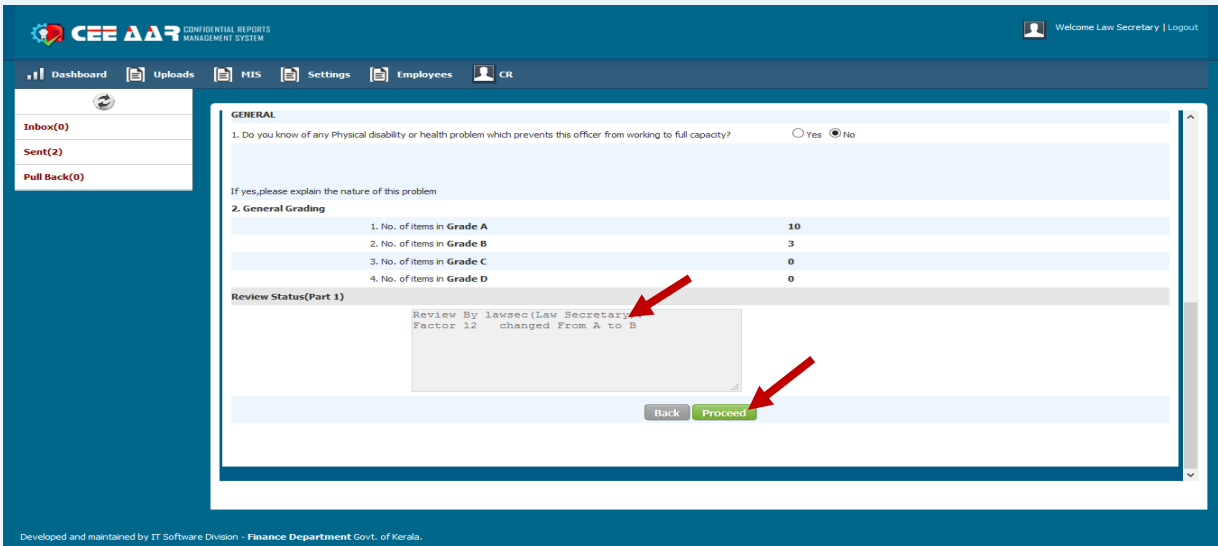 CEE AAR CONFIDENTIAL REPORTS
MANAGEMENT SYSTEM
Welcome Law Secretary | Logout
Dashboard Uploads MIS Settings Employees CR
Inbox(0)
Sent(2)
Pull Back(0)
GENERAL
1. Do you know of any Physical disability or health problem which prevents this officer from working to full capacity? Yes No
If yes,please explain the nature of this problem
2. General Grading
1. No. of items in Grade A 10
2. No. of items in Grade B 3
3. No. of items in Grade C 0
4. No. of items in Grade D 0
Review Status(Part 1)
Review By lawsec(Law Secretary
Factor 12 changed From A to B
Back Proceed
Developed and maintained by IT Software Division - Finance Department Govt. of Kerala.